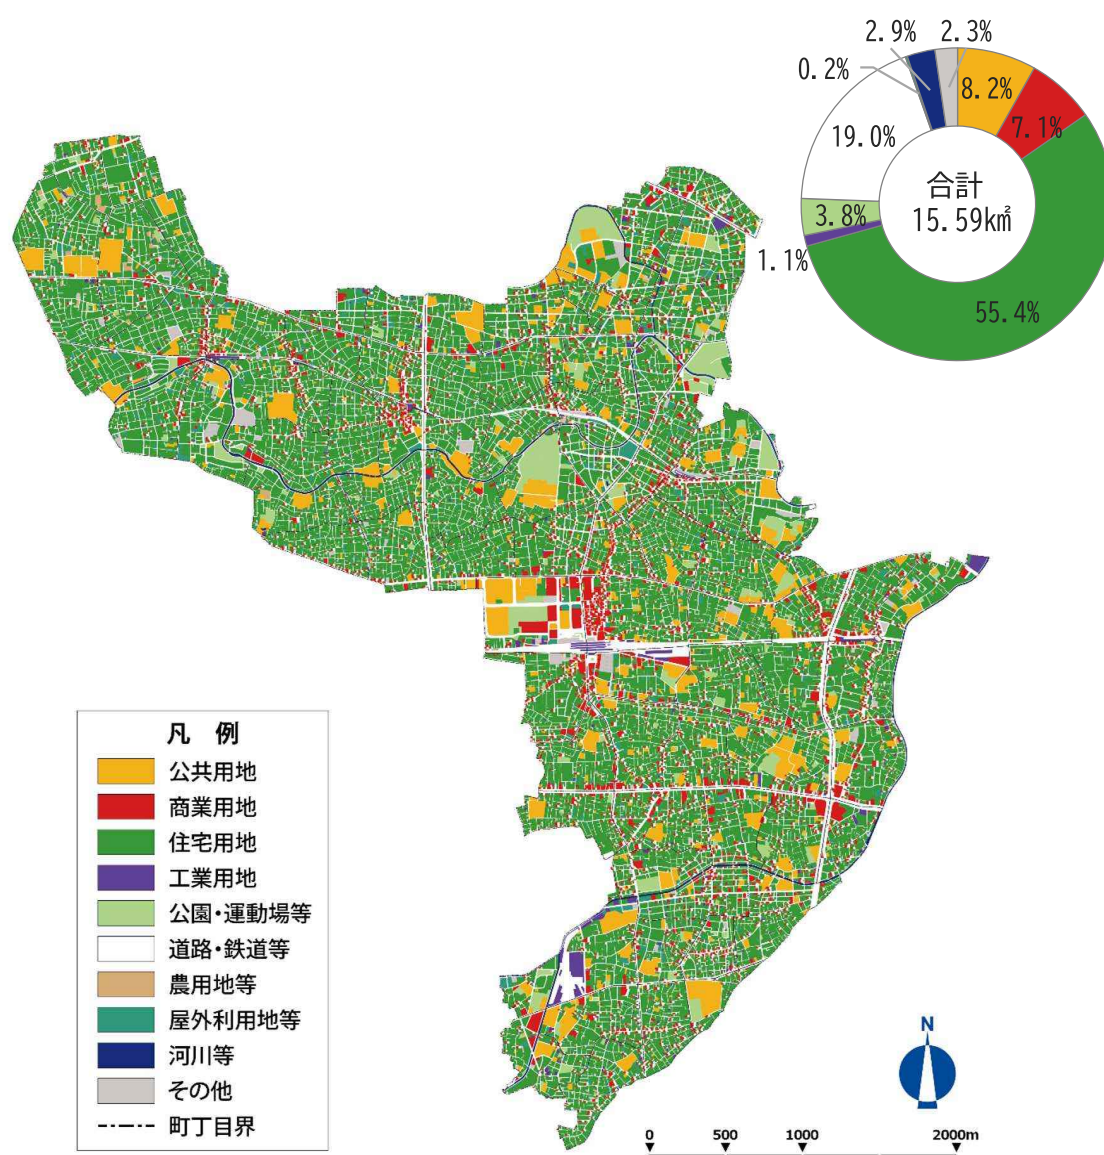 2.9%
2.3%
0.2%
8.2%
7.1%
19.0%
合計
15.59k㎡
3.8%
1.1%
55.4%
凡 例
公共用地
商業用地
住宅用地
工業用地
公園・運動場等
道路・鉄道等
農用地等
屋外利用地等
河川等
その他
町丁目界
N
0 500 1000 2000m